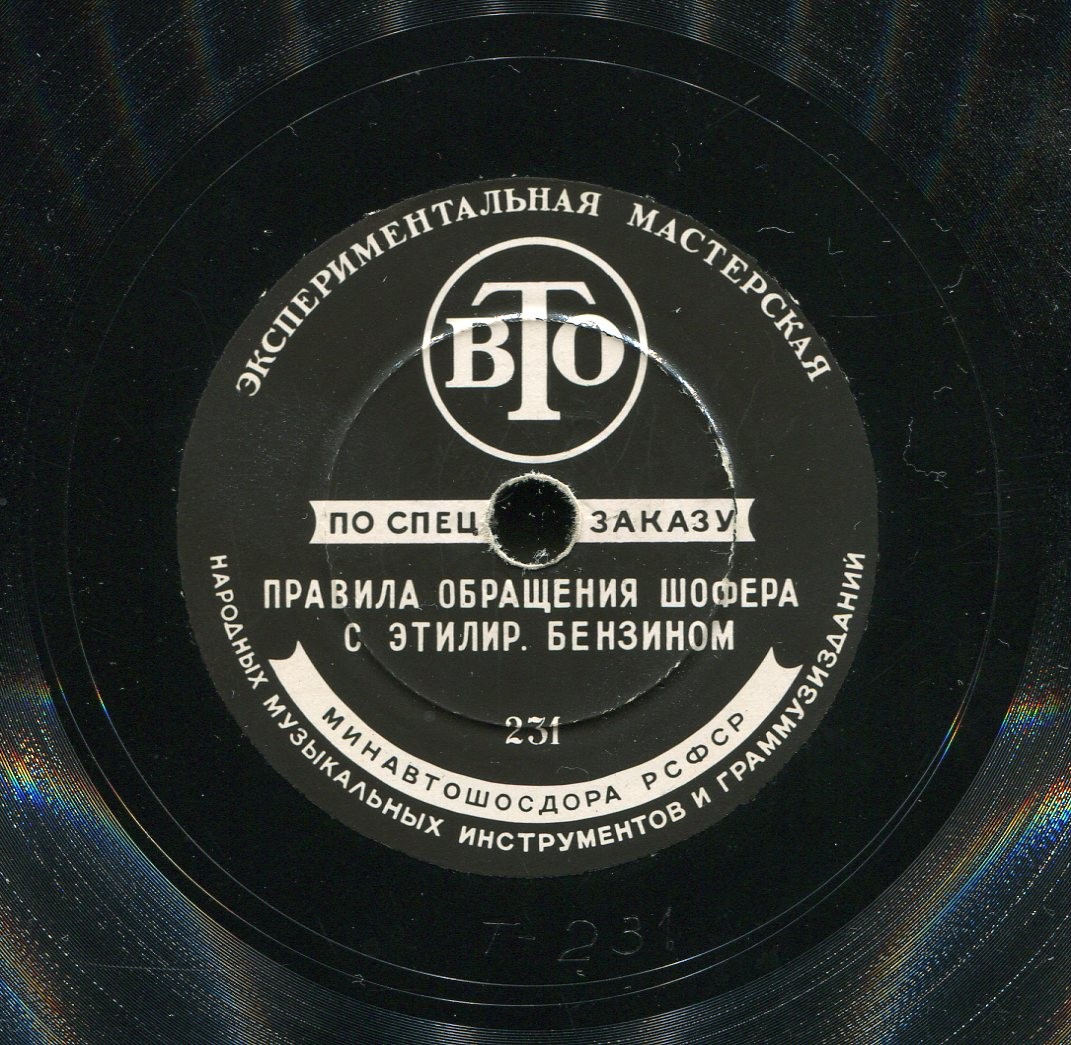 ЭКСПЕРИМЕНТАЛЬНАЯ МАСТЕРСКАЯ
ВТО
ПО СПЕЦ ЗАКАЗУ
ПРАВИЛА ОБРАЩЕНИЯ ШОФЕРА
С ЭТИЛИР. БЕНЗИНОМ
231
МИНАВТОШОСДОРА РСФСР
НАРОДНЫХ МУЗЫКАЛЬНЫХ ИНСТРУМЕНТОВ И ГРАММУЗИЗДАНИЙ
Т-231